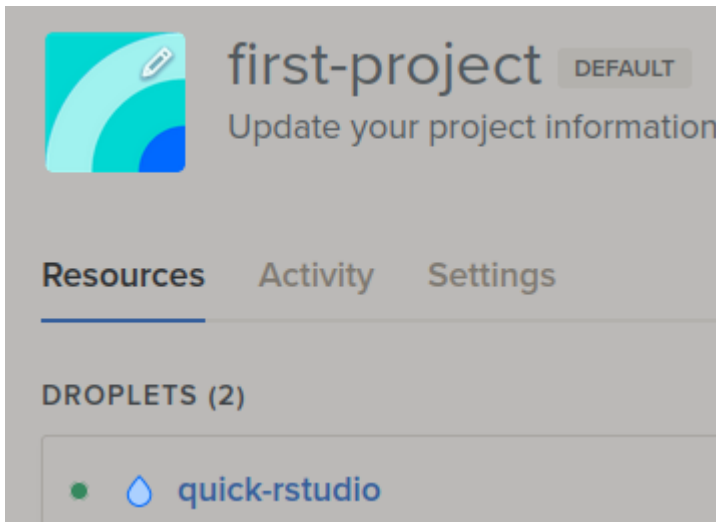 first-project DEFAULT
Update your project information
Resources Activity Settings
DROPLETS (2)
quick-rstudio